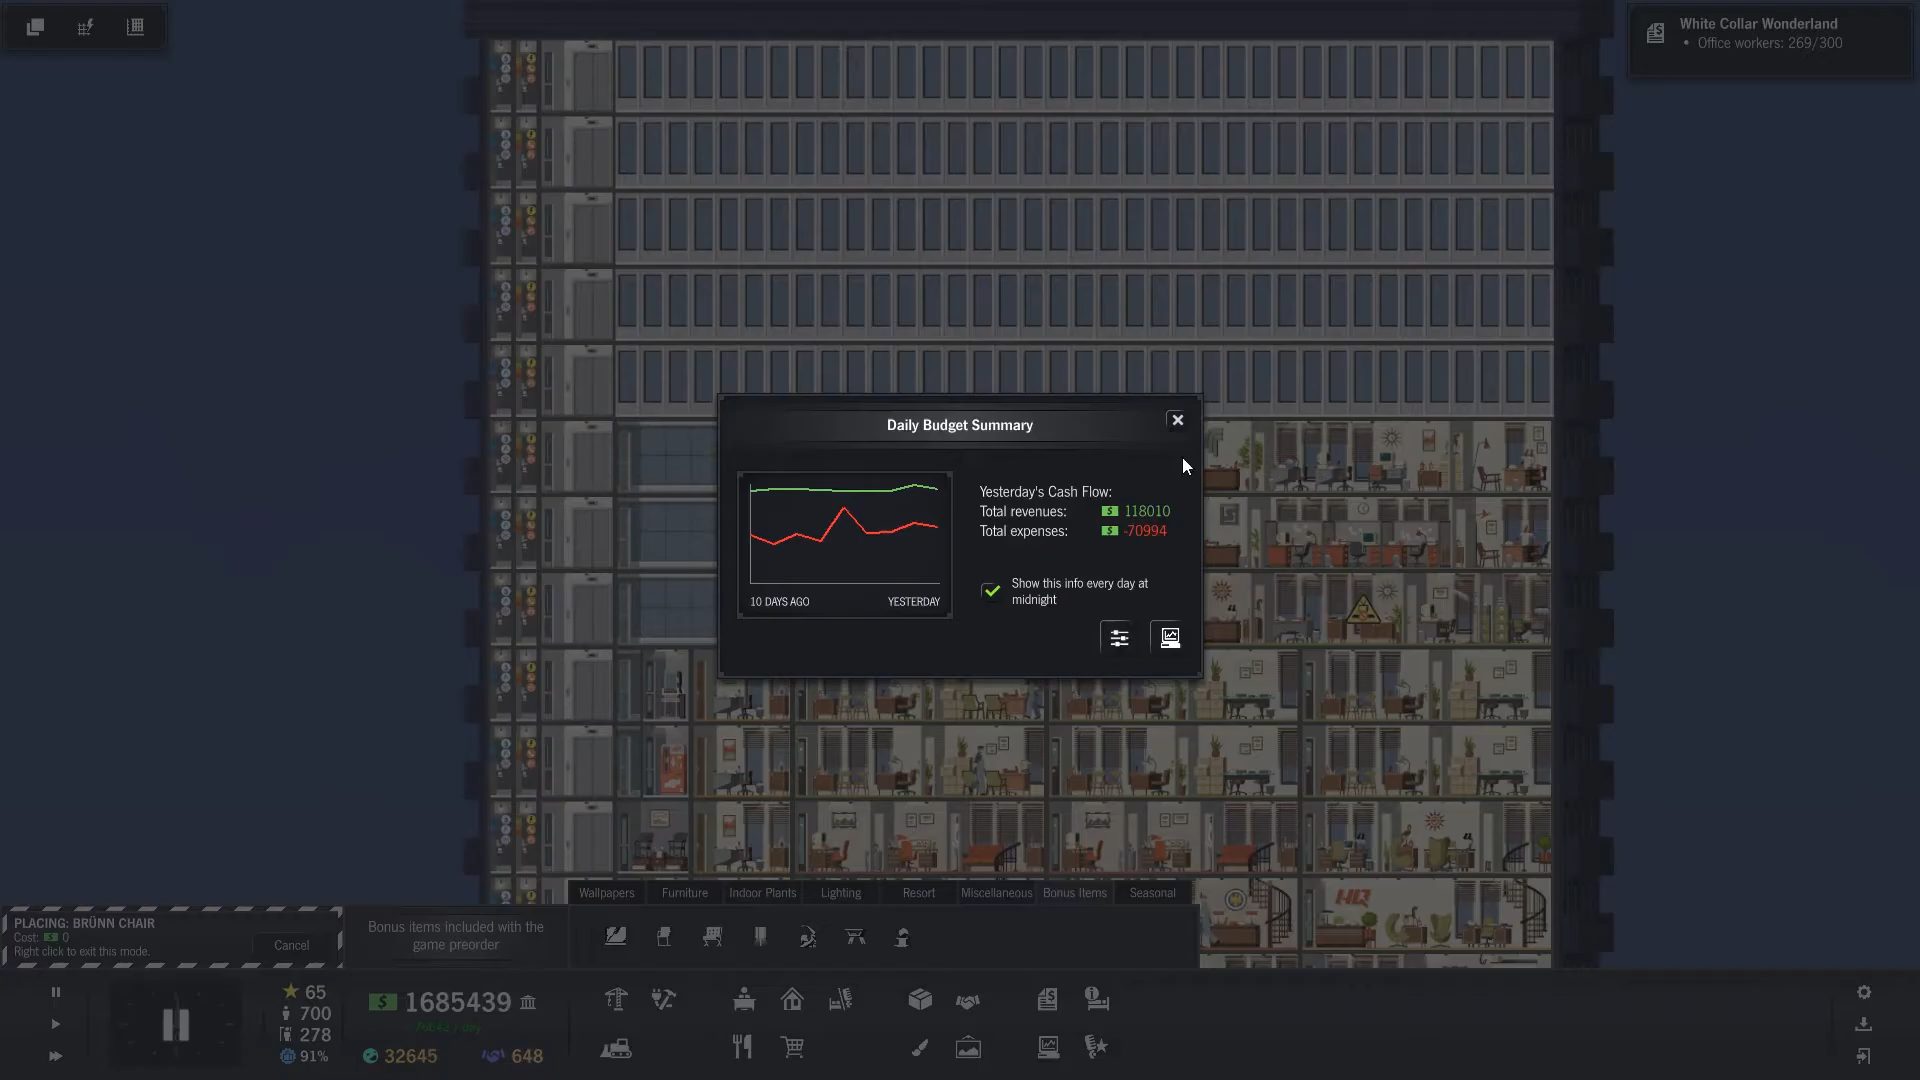 White Collar Wonderland
• Office workers: 269/300
Daily Budget Summary
Yesterday's Cash Flow:
Total revenues: 118010
Total expenses: -70994
Show this info every day at
midnight
10 DAYS AGO YESTERDAY
HQ
Wallpapers Furniture Indoor Plants Lighting Resort Miscellaneous Bonus Items Seasonal
PLACING: BRÜNN CHAIR
Cost: 0
Right click to exit this mode.
Cancel
Bonus items included with the
game preorder
65
700
278
91%
1685439
32645 648